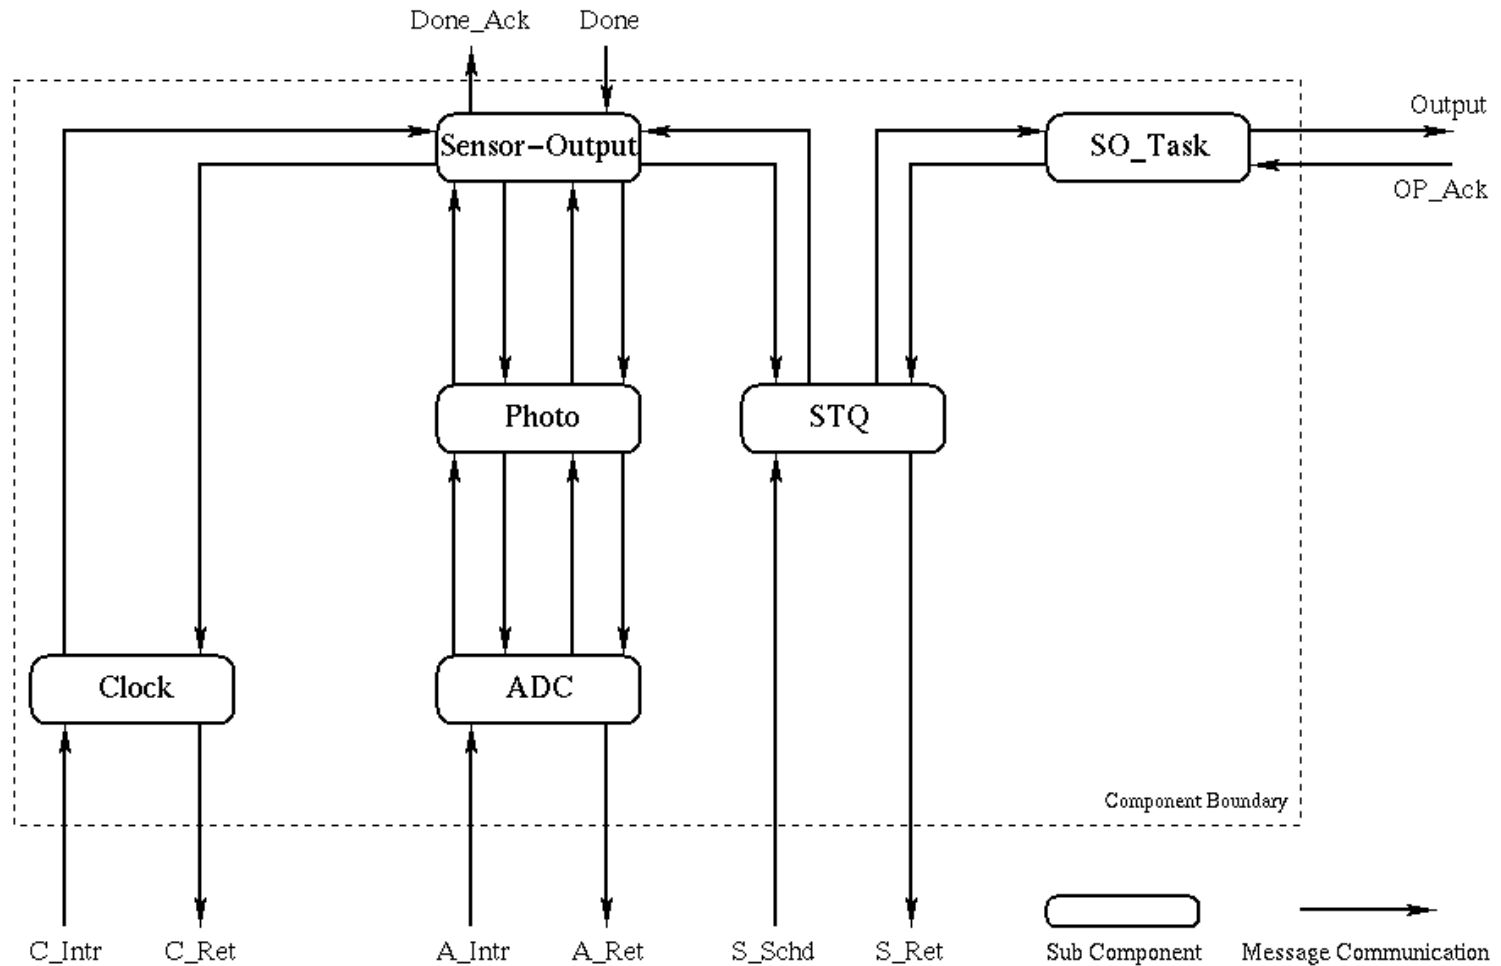 Done_Ack Done
Output
Sensor-Output
SO_Task
OP_Ack
Photo
STQ
Clock
ADC
Component Boundary
C_Intr C_Ret A_Intr A_Ret S_Schd S_Ret
Sub Component Message Communication